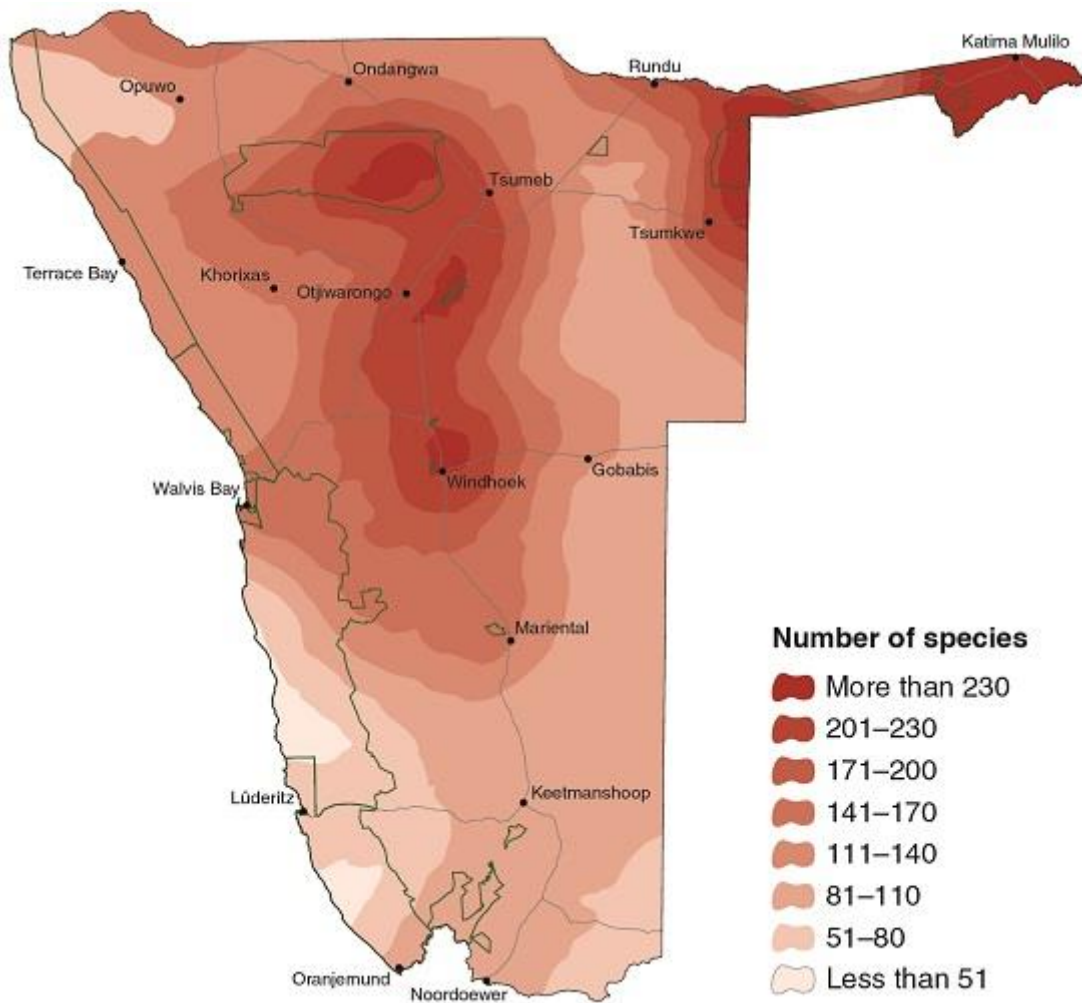 Katima Mulilo
Rundu
Ondangwa
Opuwo
Tsumeb
Tsumkwe
Khorixas
Terrace Bay
Otjiwarongo
Gobabis
Windhoek
Walvis Bay
Mariental
Number of species
More than 230
201–230
171–200
141–170
111–140
81–110
51–80
Less than 51
Keetmanshoop
Lûderitz
Oranjemund
Noordoewer